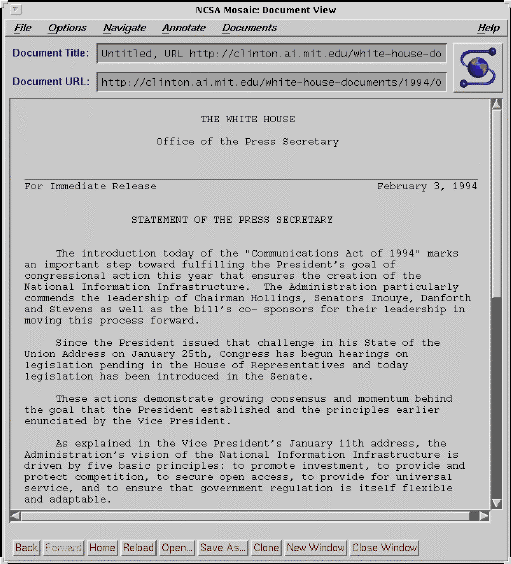 NCSA Mosaic: Document View
File Options Navigate Annotate Documents Help
Document Title: Untitled, URL http://clinton.ai.mit.edu/white-house-do
Document URL: http://clinton.ai.mit.edu/white-house-documents/1994/0
THE WHITE HOUSE
Office of the Press Secretary
For Immediate Release February 3, 1994
STATEMENT OF THE PRESS SECRETARY
The introduction today of the "Communications Act of 1994" marks
an important step toward fulfilling the President's goal of
congressional action this year that ensures the creation of the
National Information Infrastructure. The Administration particularly
commends the leadership of Chairman Hollings, Senators Inouye, Danforth
and Stevens as well as the bill's co- sponsors for their leadership in
moving this process forward.
Since the President issued that challenge in his State of the
Union Address on January 25th, Congress has begun hearings on
legislation pending in the House of Representatives and today
legislation has been introduced in the Senate.
These actions demonstrate growing consensus and momentum behind
the goal that the President established and the principles earlier
enunciated by the Vice President.
As explained in the Vice President's January 11th address, the
Administration's vision of the National Information Infrastructure is
driven by five basic principles: to promote investment, to provide and
protect competition, to secure open access, to provide for universal
service, and to ensure that government regulation is itself flexible
and adaptable.
Back Forward Home Reload Open... Save As... Clone New Window Close Window